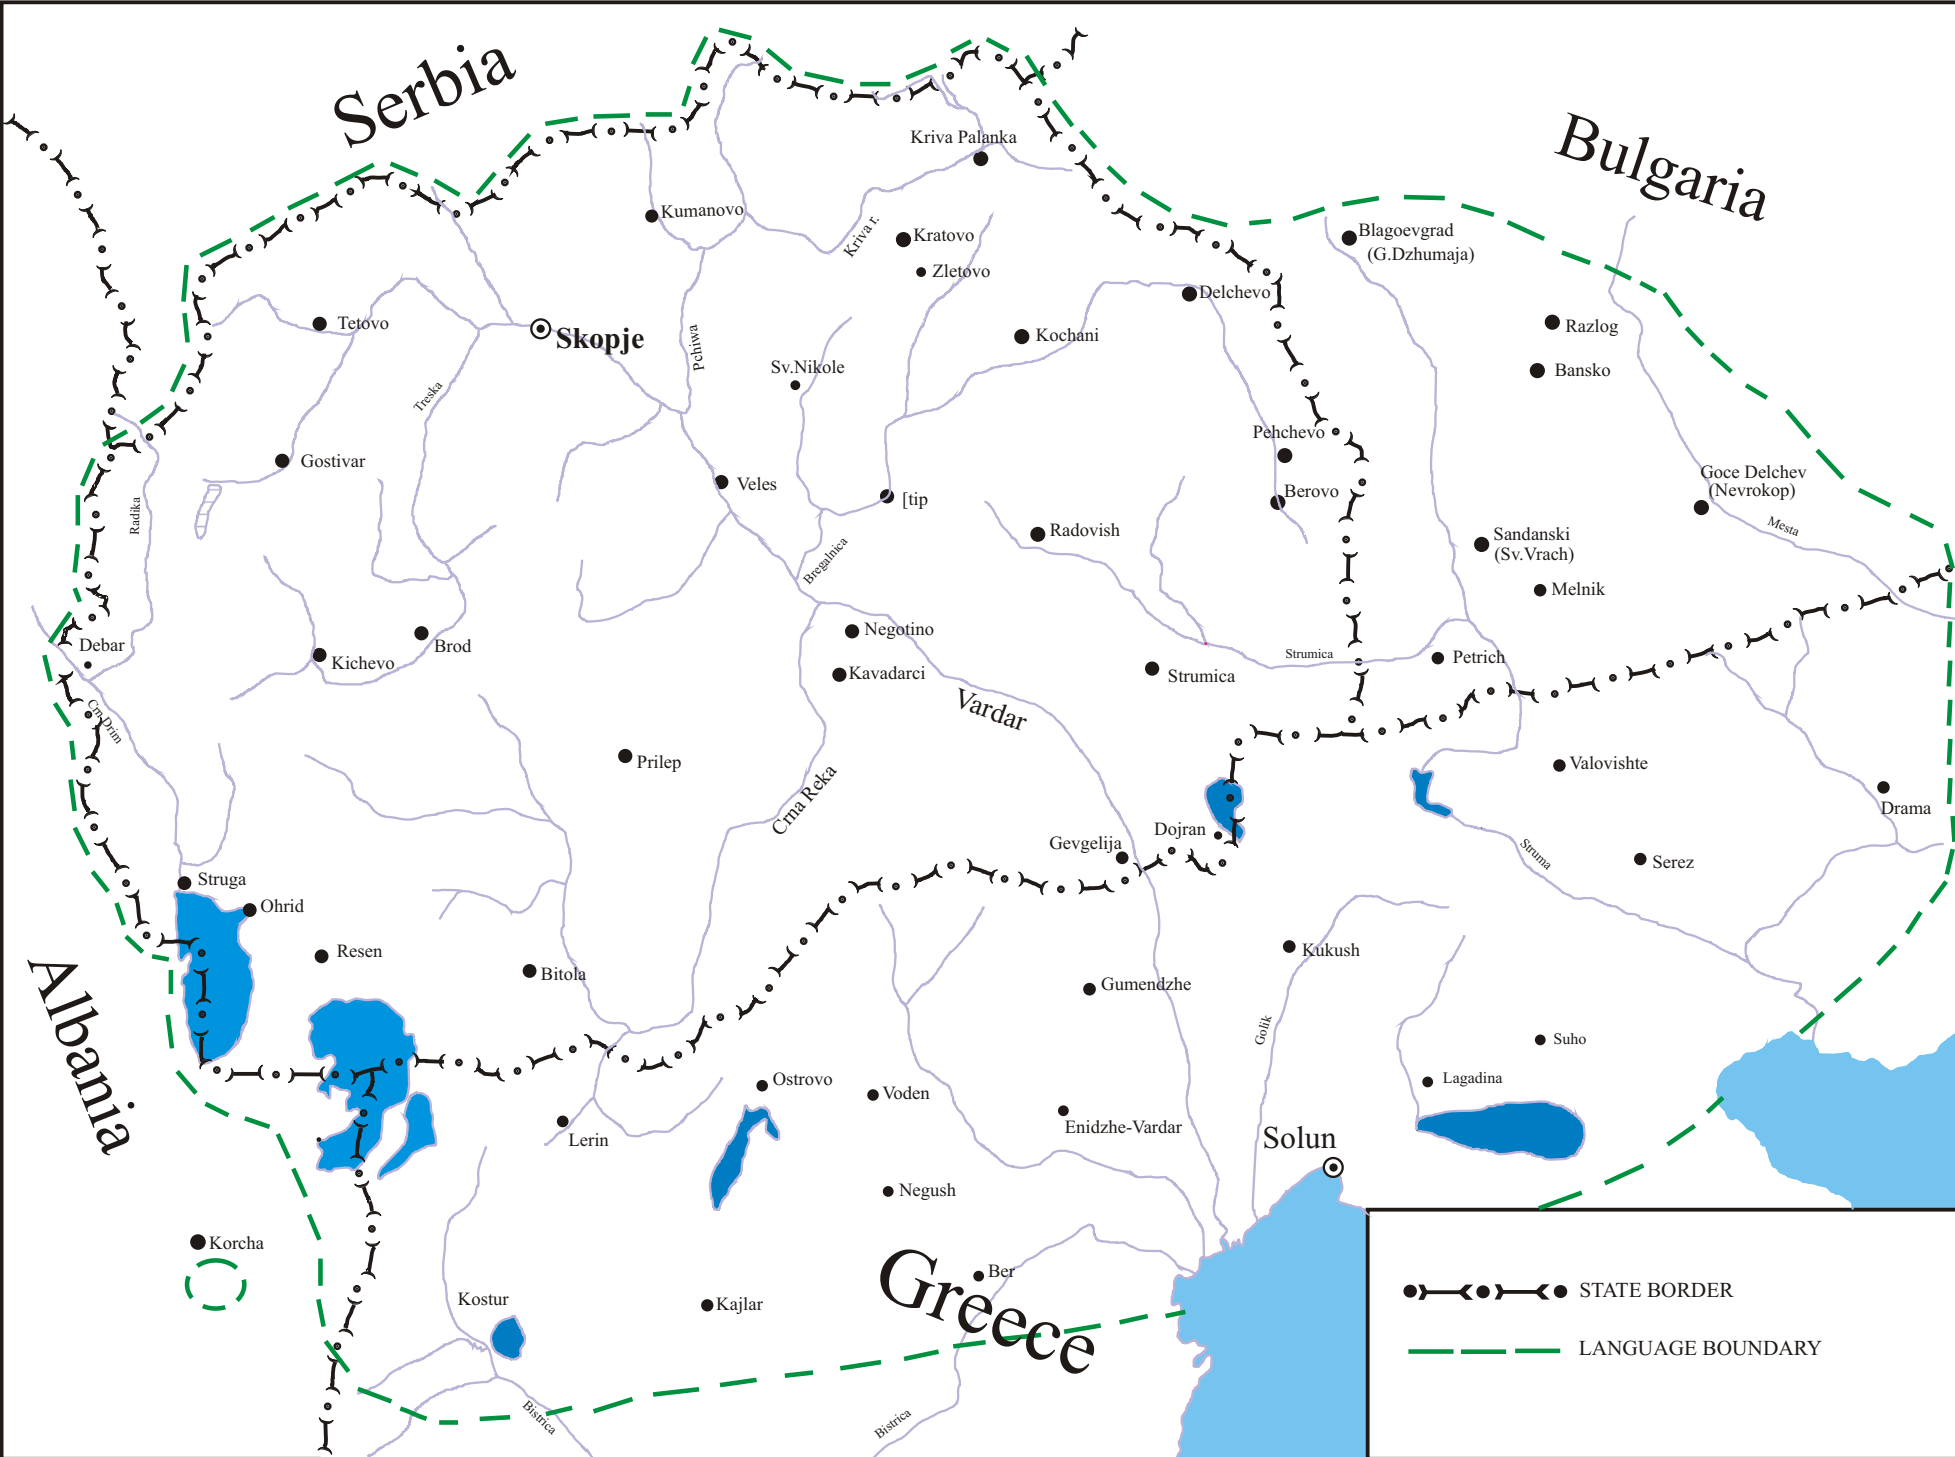 Serbia
Bulgaria
Kriva Palanka
Kumanovo
Kriva r.
Kratovo
Zletovo
Blagoevgrad
(G.Dzhumaja)
Delchevo
Tetovo
Skopje
Pchiwa
Kochani
Razlog
Sv.Nikole
Bansko
Treska
Pehchevo
Gostivar
Veles
[tip
Berovo
Goce Delchev
(Nevrokop)
Mesta
Radika
Radovish
Sandanski
(Sv.Vrach)
Bregalnica
Melnik
Debar
Brod
Kichevo
Negotino
Kavadarci
Strumica
Strumica
Petrich
Crn Drim
Vardar
Prilep
Crna Reka
Valovishte
Drama
Gevgelija
Dojran
Struma
Serez
Struga
Ohrid
Resen
Bitola
Kukush
Gumendzhe
Albania
Golik
Suho
Ostrovo
Voden
Lagadina
Lerin
Enidzhe-Vardar
Solun
Negush
Korcha
Greece
Ber
Kostur
Kajlar
Bistrica
Bistrica
STATE BORDER
LANGUAGE BOUNDARY